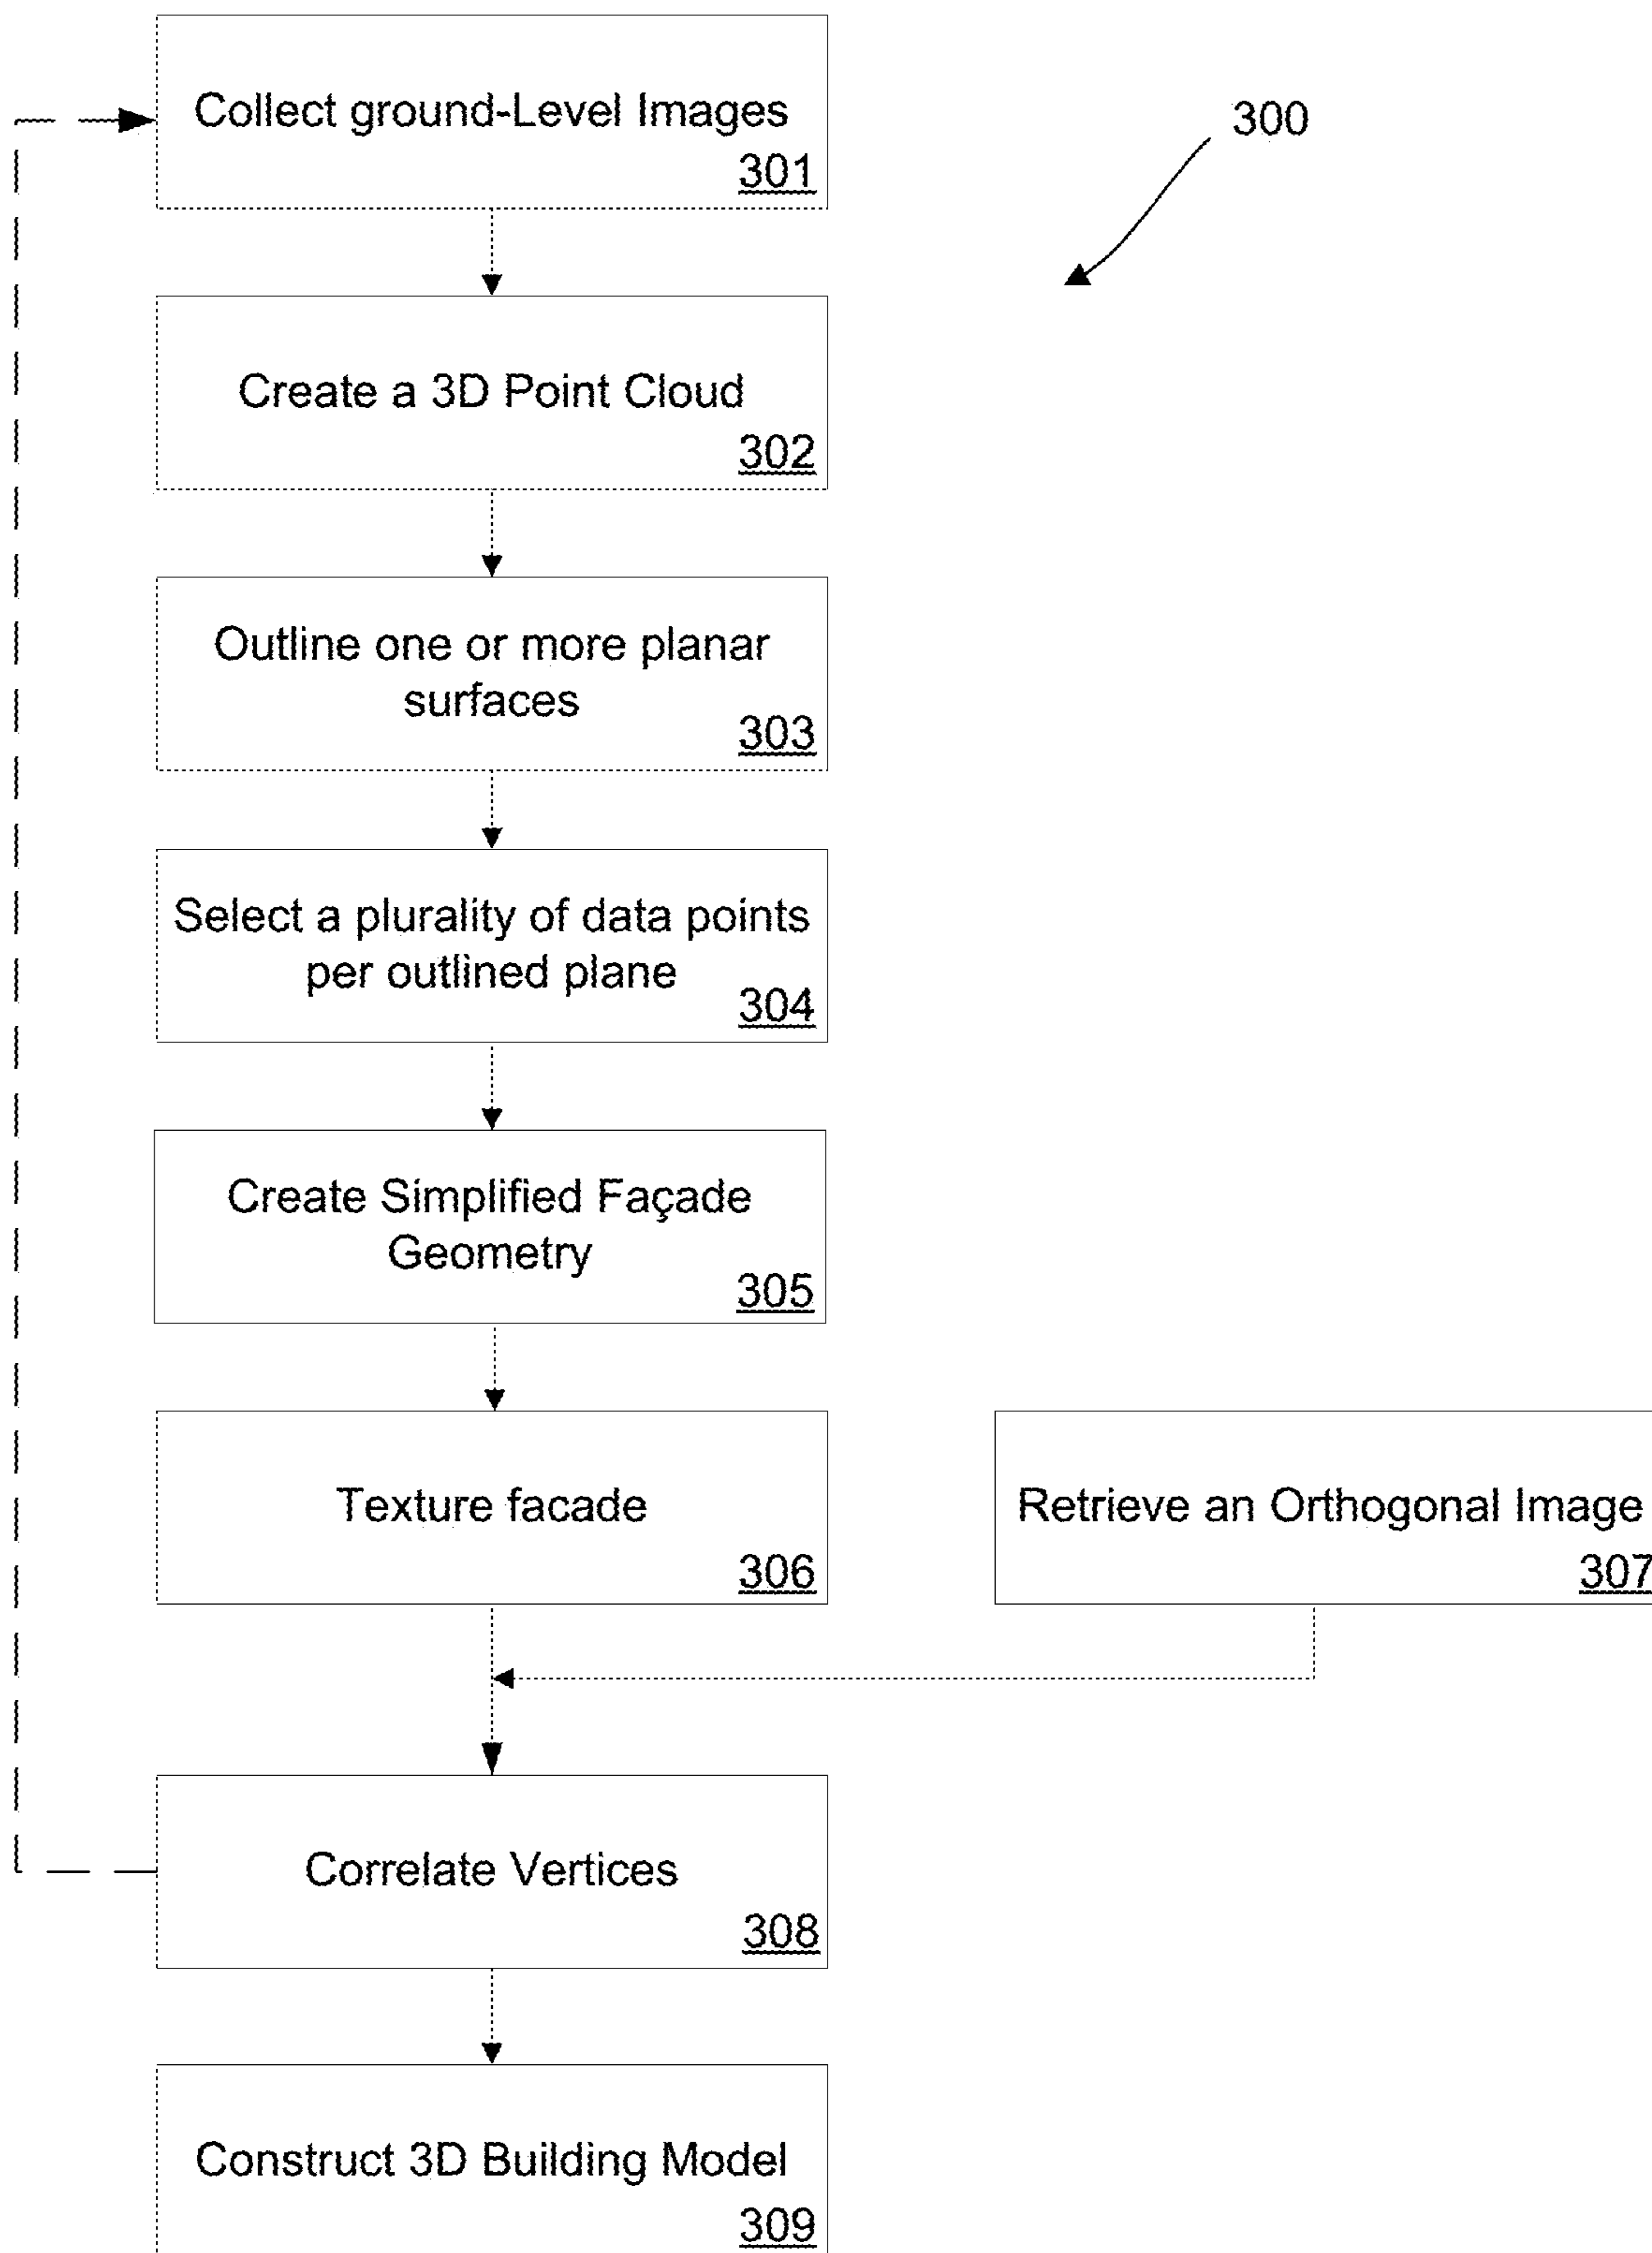 Collect ground-Level Images
301
300
Create a 3D Point Cloud
302
Outline one or more planar
surfaces
303
Select a plurality of data points
per outlined plane
304
Create Simplified Façade
Geometry
305
Texture facade
306
Retrieve an Orthogonal Image
307
Correlate Vertices
308
Construct 3D Building Model
309